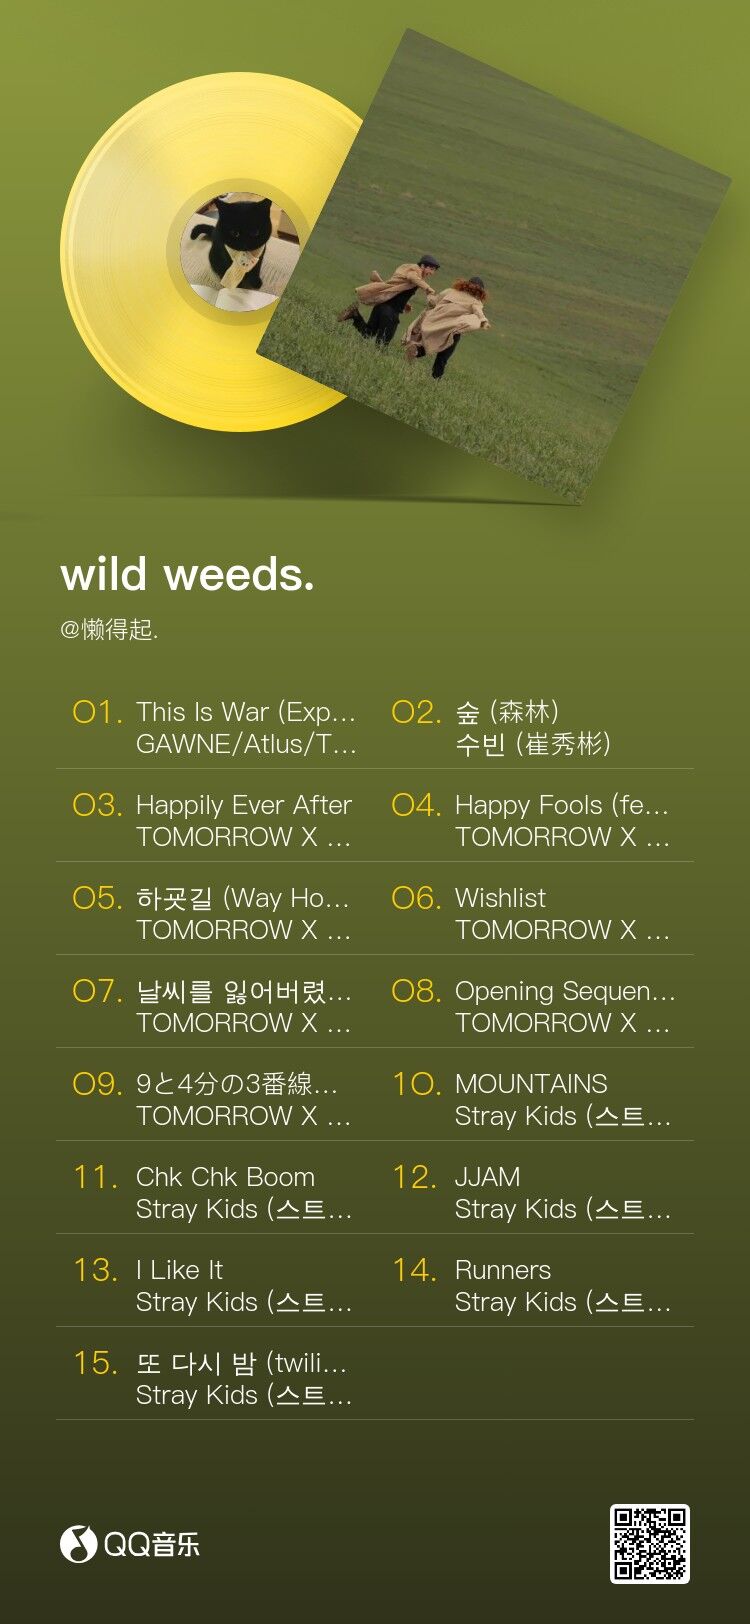 wild weeds.
@懒得起.
01. This Is War (Exp...
GAWNE/Atlus/T...
02. 숲 (森林)
수빈 (崔秀彬)
03. Happily Ever After
TOMORROW X ...
04. Happy Fools (fe...
TOMORROW X ...
05. 하굣길 (Way Ho...
TOMORROW X ...
06. Wishlist
TOMORROW X ...
07. 날씨를 잃어버렸...
TOMORROW X ...
08. Opening Sequen...
TOMORROW X ...
09. 9と4分の3番線...
TOMORROW X ...
10. MOUNTAINS
Stray Kids (스트...
11. Chk Chk Boom
Stray Kids (스트...
12. JJAM
Stray Kids (스트...
13. I Like It
Stray Kids (스트...
14. Runners
Stray Kids (스트...
15. 또 다시 밤 (twili...
Stray Kids (스트...
QQ音乐